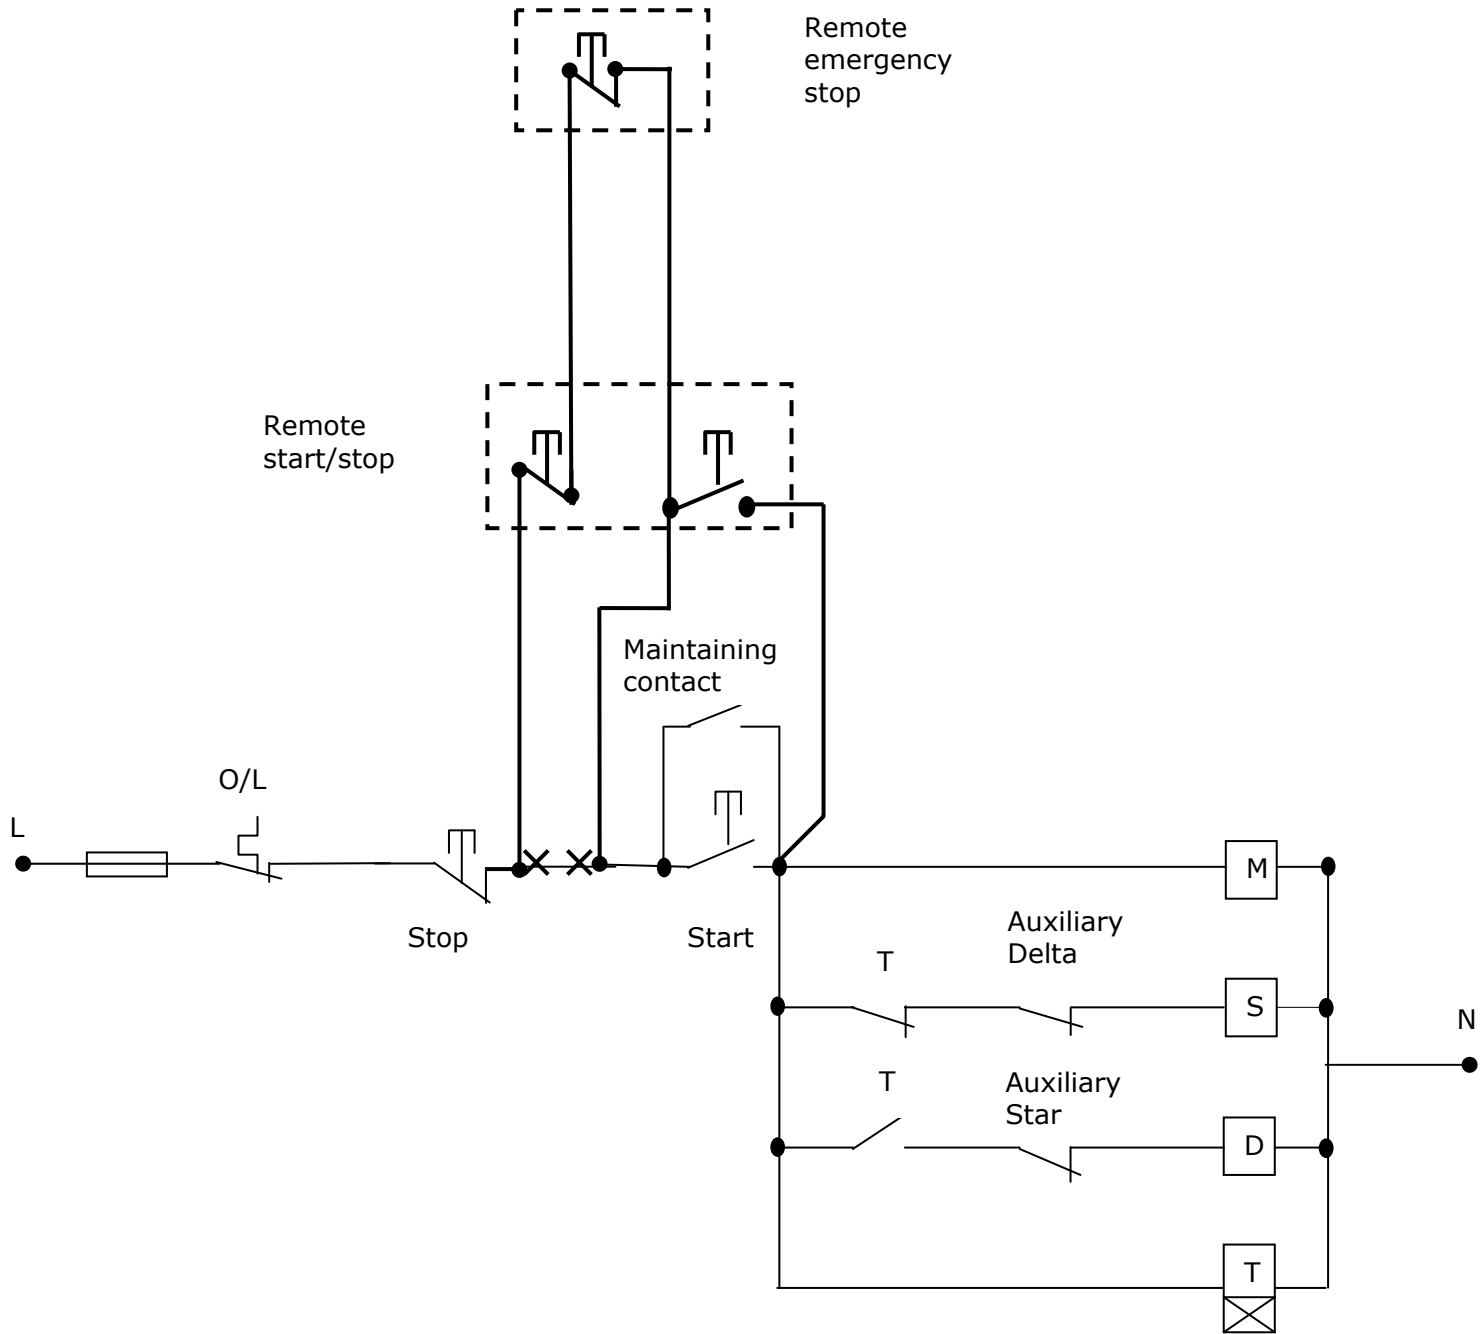 Remote
emergency
stop
Remote
start/stop
Maintaining
contact
O/L
L
Stop
Start
M
Auxiliary
Delta
T
S
N
T
Auxiliary
Star
D
T